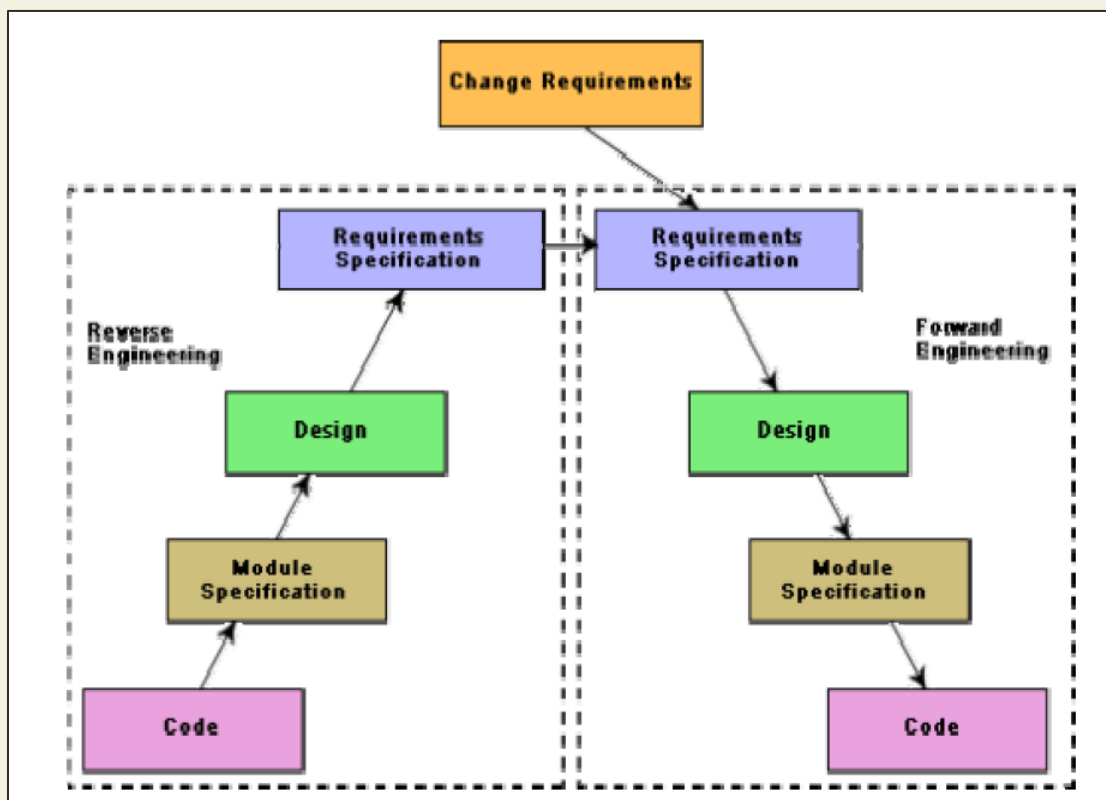 Change Requirements
Requirements
Specification
Requirements
Specification
Reverse
Engineering
Forward
Engineering
Design
Design
Module
Specification
Module
Specification
Code
Code